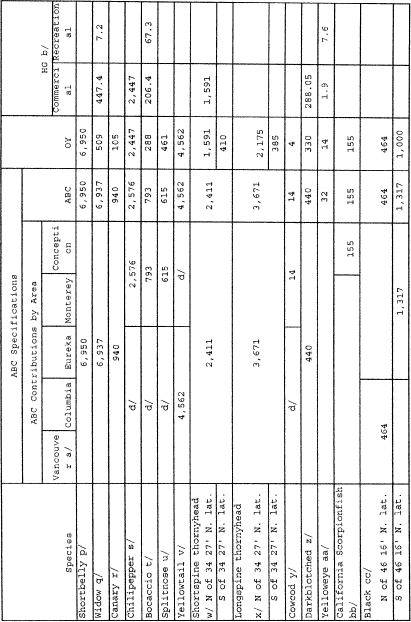 ABC Specifications
ABC Contributions by Area
HG b/
Species
Vancouve
r a/
Columbia
Eureka
Monterey
Concepti
on
ABC
OY
Commerci
al
Recreation
al
Shortbelly p/ 6,950 6,950 6,950
Widow q/ 6,937 6,937 509 447.4 7.2
Canary r/ 940 940 105
Chilipepper s/ d/ 2,576 2,576 2,447 2,447
Bocaccio t/ d/ 793 793 288 206.4 67.3
Splitnose u/ d/ 615 615 461
Yellowtail v/ 4,562 d/ 4,562 4,562
Shortspine thornyhead
w/ N of 34 27' N. lat. 2,411 2,411 1,591 1,591
S of 34 27' N. lat. 410
Longspine thornyhead
x/ N of 34 27' N. lat. 3,671 3,671 2,175
S of 34 27' N. lat. 385
Cowcod y/ d/ 14 14 4
Darkblotched z/ 440 440 330 288.05
Yelloweye aa/ 32 14 1.9 7.6
California Scorpionfish
bb/ 155 155 155
Black cc/
N of 46 16' N. lat. 464 464 464
S of 46 16' N. lat. 1,317 1,317 1,000